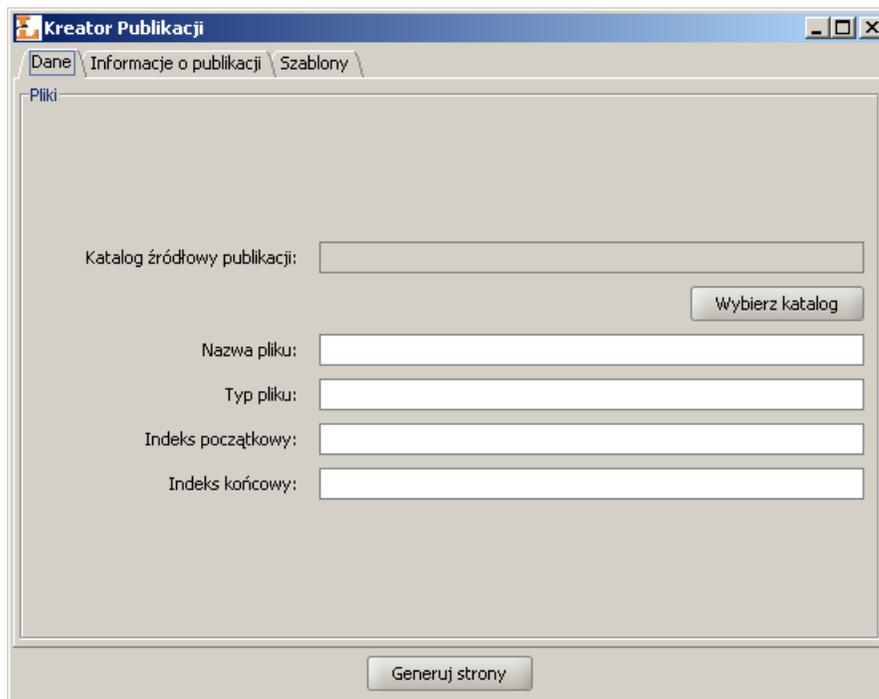 Kreator Publikacji
Dane Informacje o publikacji Szablony
Pliki
Katalog źródłowy publikacji:
Wybierz katalog
Nazwa pliku:
Typ pliku:
Indeks początkowy:
Indeks końcowy:
Generuj strony